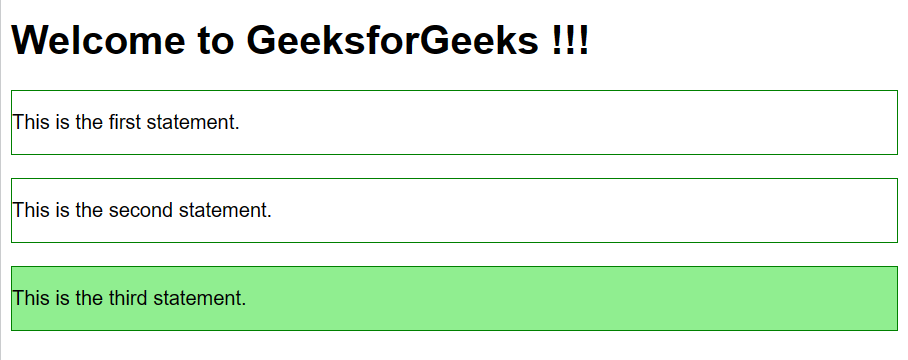 Welcome to GeeksforGeeks !!!
This is the first statement.
This is the second statement.
This is the third statement.